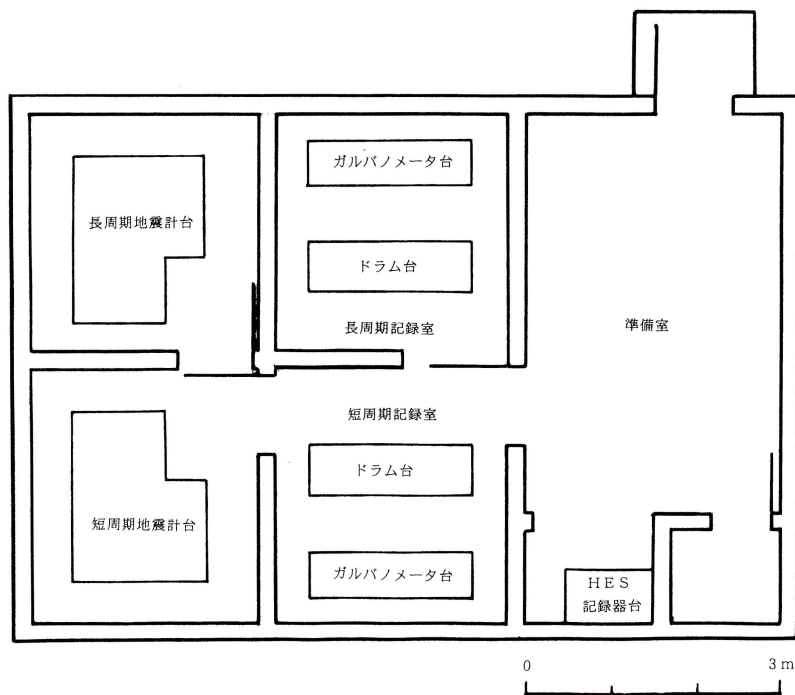 ガルバノメータ台
長周期地震計台
ドラム台
長周期記録室
準備室
短周期記録室
ドラム台
短周期地震計台
ガルバノメータ台
HES
記録器台
0 3m